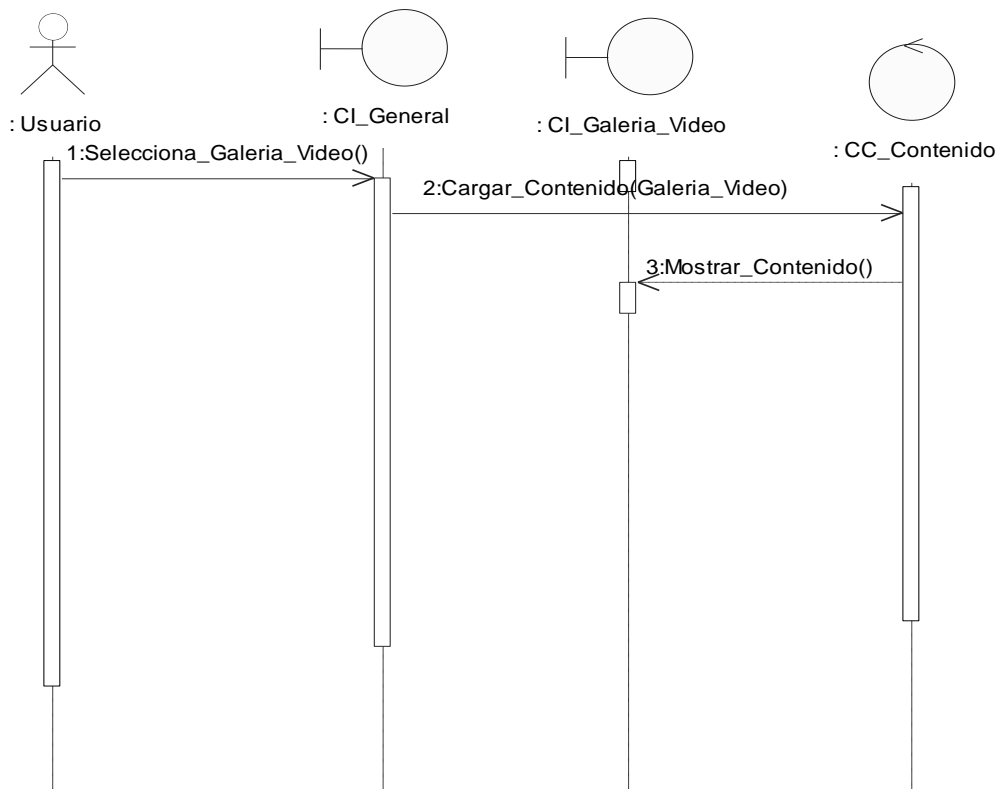 : Usuario
: CI_General
: CI_Galeria_Video
: CC_Contenido
1:Selecciona_Galeria_Video()
2:Cargar_Contenido(Galeria_Video)
3:Mostrar_Contenido()